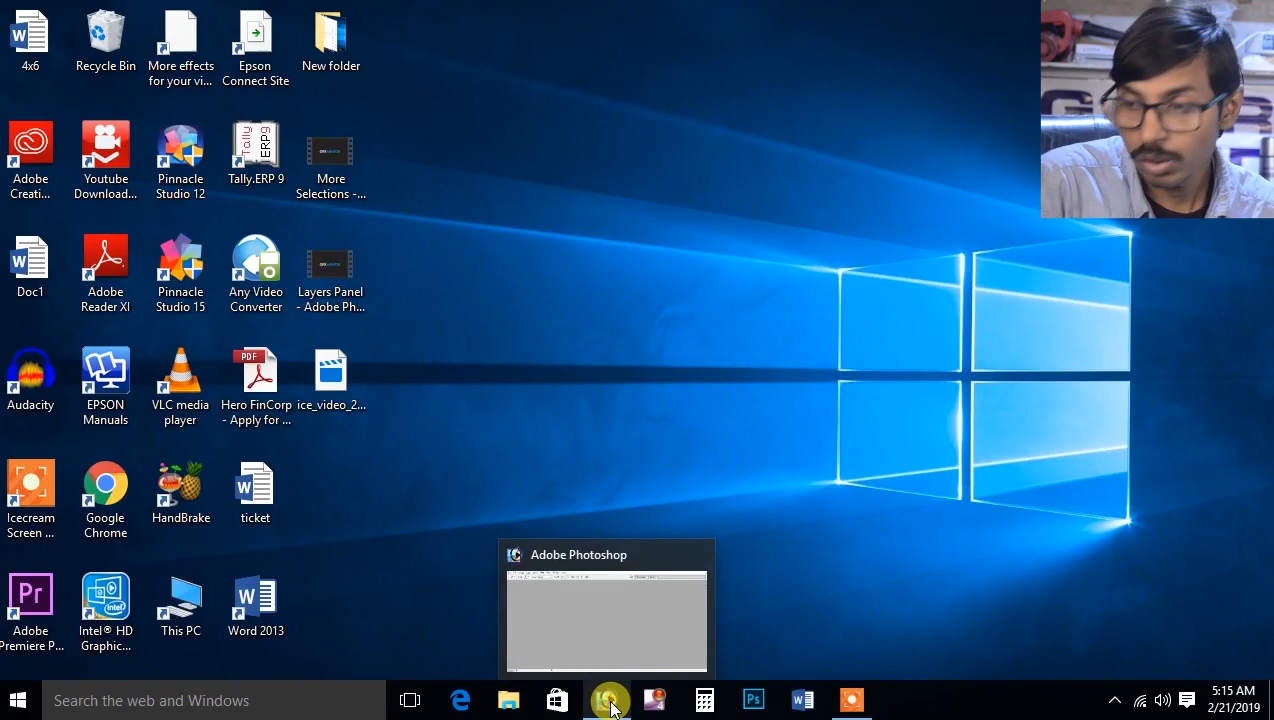 4x6
Recycle Bin
More effects
for your vi...
Epson
Connect Site
New folder
Adobe
Creati...
Youtube
Download...
Pinnacle
Studio 12
Tally.ERP 9
More
Selections -...
Doc1
Adobe
Reader XI
Pinnacle
Studio 15
Any Video
Converter
Layers Panel
- Adobe Ph...
Audacity
EPSON
Manuals
VLC media
player
PDF
Hero FinCorp
- Apply for ...
ice_video_2...
Icecream
Screen ...
Google
Chrome
HandBrake
ticket
Adobe
Premiere P...
Intel® HD
Graphic...
This PC
Word 2013
Adobe Photoshop
Search the web and Windows
5:15 AM
2/21/2019